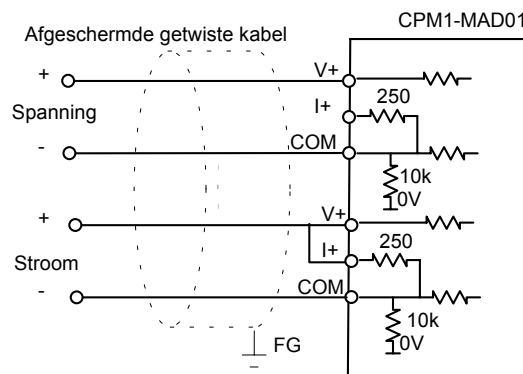 CPM1-MAD01
Afgeschermde getwiste kabel
+
V+
I+
250
Spanning
-
COM
10k
0V
+
V+
I+
250
Stroom
-
COM
10k
0V
FG